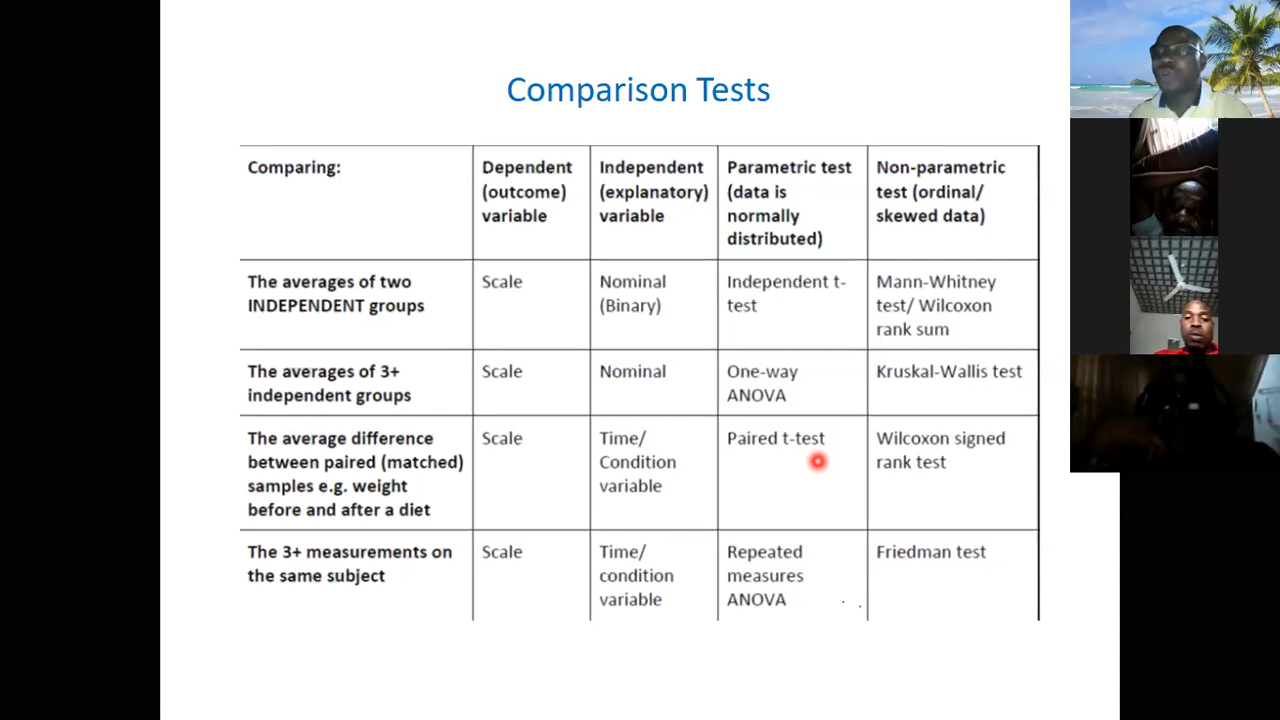 Comparison Tests
Comparing:
Dependent
(outcome)
variable
Independent
(explanatory)
variable
Parametric test
(data is
normally
distributed)
Non-parametric
test (ordinal/
skewed data)
The averages of two
INDEPENDENT groups
Scale
Nominal
(Binary)
Independent t-
test
Mann-Whitney
test/ Wilcoxon
rank sum
The averages of 3+
independent groups
Scale
Nominal
One-way
ANOVA
Kruskal-Wallis test
The average difference
between paired (matched)
samples e.g. weight
before and after a diet
Scale
Time/
Condition
variable
Paired t-test
Wilcoxon signed
rank test
The 3+ measurements on
the same subject
Scale
Time/
condition
variable
Repeated
measures
ANOVA
Friedman test